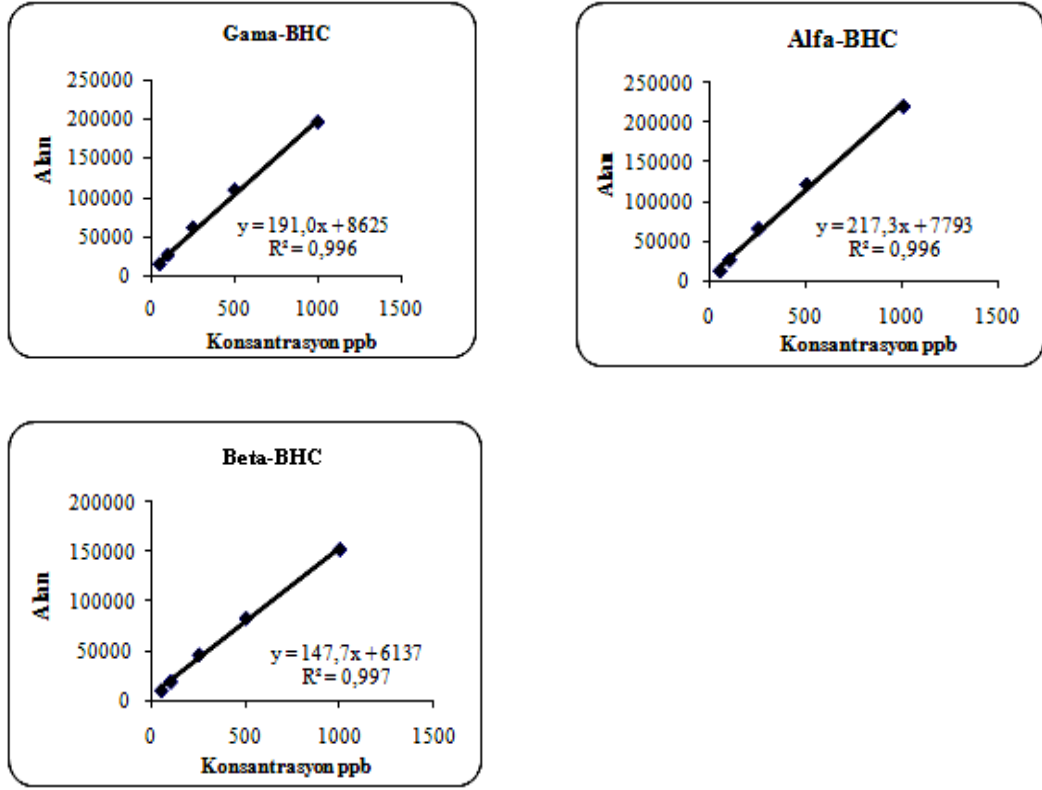 Gama-BHC
250000
200000
150000
100000
50000
0
Alan
y = 191,0x + 8625
R² = 0,996
0 500 1000 1500
Konsantrasyon ppb
Alfa-BHC
250000
200000
150000
100000
50000
0
Alan
y = 217,3x + 7793
R² = 0,996
0 500 1000 1500
Konsantrasyon ppb
Beta-BHC
200000
150000
100000
50000
0
Alan
y = 147,7x + 6137
R² = 0,997
0 500 1000 1500
Konsantrasyon ppb